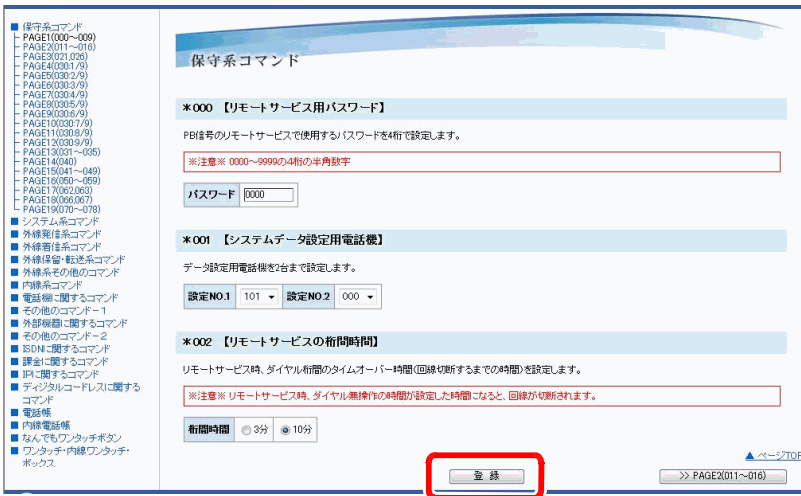 ■ 保守系コマンド
PAGE1(000～009)
PAGE2(011～016)
PAGE3(021,026)
PAGE4(030:1/9)
PAGE5(030:2/9)
PAGE6(030:3/9)
PAGE7(030:4/9)
PAGE8(030:5/9)
PAGE9(030:6/9)
PAGE10(030:7/9)
PAGE11(030:8/9)
PAGE12(030:9/9)
PAGE13(031～035)
PAGE14(040)
PAGE15(041～049)
PAGE16(050～059)
PAGE17(062,063)
PAGE18(066,067)
PAGE19(070～078)
■ システム系コマンド
■ 外線発信系コマンド
■ 外線着信系コマンド
■ 外線保留・転送系コマンド
■ 外線系その他のコマンド
■ 内線系コマンド
■ 電話機に関するコマンド
■ その他のコマンド－1
■ 外部機器に関するコマンド
■ その他のコマンド－2
■ ISDNに関するコマンド
■ 課金に関するコマンド
■ IPに関するコマンド
■ ディジタルコードレスに関する
コマンド
■ 電話帳
■ 内線電話帳
■ なんでもワンタッチボタン
■ ワンタッチ・内線ワンタッチ・
ボックス
保守系コマンド
＊000 【リモートサービス用パスワード】
PB信号のリモートサービスで使用するパスワードを4桁で設定します。
※注意※ 0000～9999の4桁の半角数字
パスワード 0000
＊001 【システムデータ設定用電話機】
データ設定用電話機を2台まで設定します。
設定NO.1 101 設定NO.2 000
＊002 【リモートサービスの桁間時間】
リモートサービス時、ダイヤル桁間のタイムオーバー時間(回線切断するまでの時間)を設定します。
※注意※ リモートサービス時、ダイヤル無操作の時間が設定した時間になると、回線が切断されます。
桁間時間 3分 10分
▲ ページTOP
登 録 >> PAGE2(011～016)